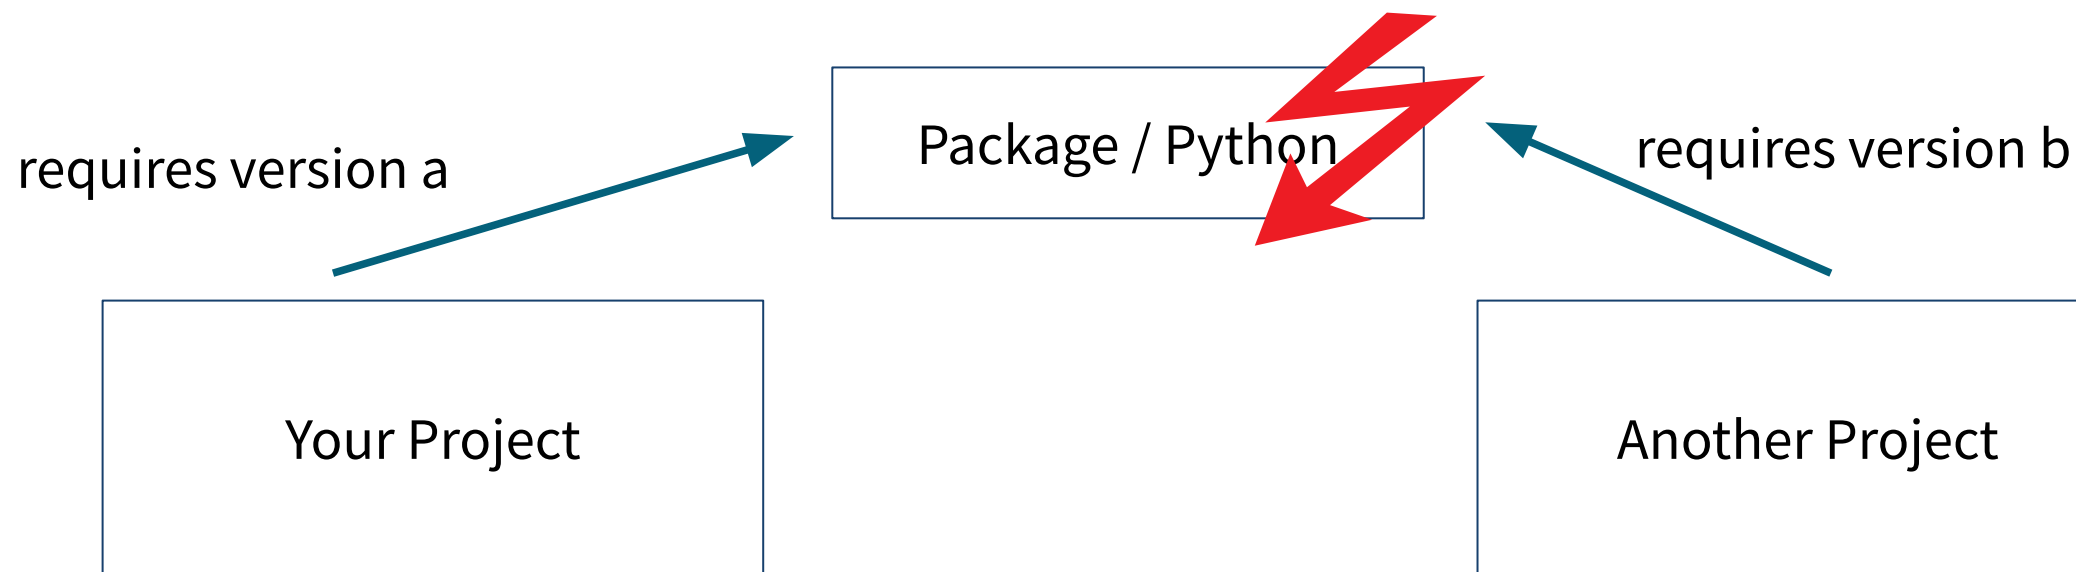 Package / Python
requires version a
requires version b
Your Project
Another Project